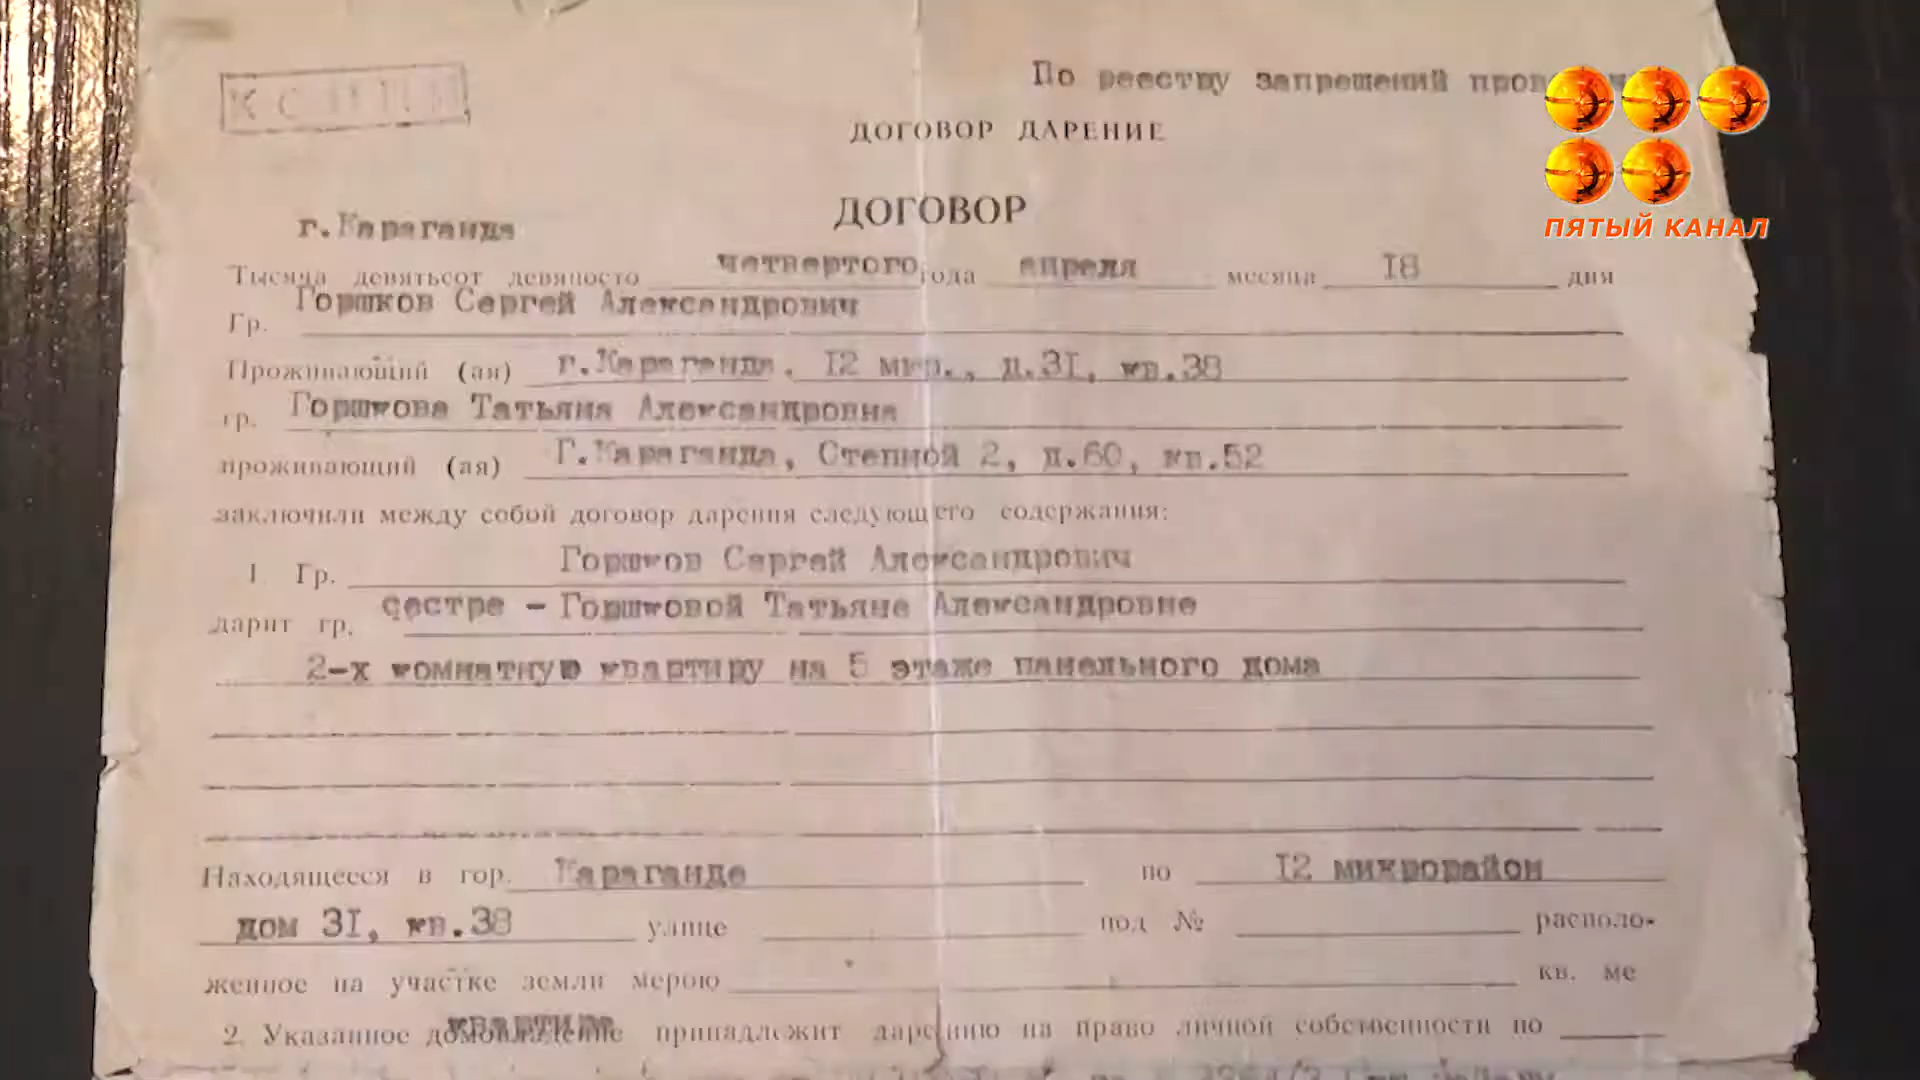 По реестру запрещений
ДОГОВОР ДАРЕНИЕ
ДОГОВОР
г.Караганда
Тысяча девятьсот девяносто четвертого года апреля месяца 18 дня
Гр. Горшков Сергей Александрович
Проживающий (ая) г.Караганда, 12 мкр., д.31, кв.38
гр. Горшкова Татьяна Александровна
проживающий (ая) Г.Караганда, Степной 2, д.60, кв.52
заключили между собой договор дарения следующего содержания:
1 Гр. Горшков Сергей Александрович
дарит гр. сестре - Горшковой Татьяне Александровне
2-х комнатную квартиру на 5 этаже панельного дома
Находящееся в гор. Караганде по 12 микрорайон
дом 31, кв.38 улице под № располо-
женное на участке земли мерою кв. ме
2. Указанное домовладение квартира принадлежит дарению на право личной собственности по
ПЯТЫЙ КАНАЛ